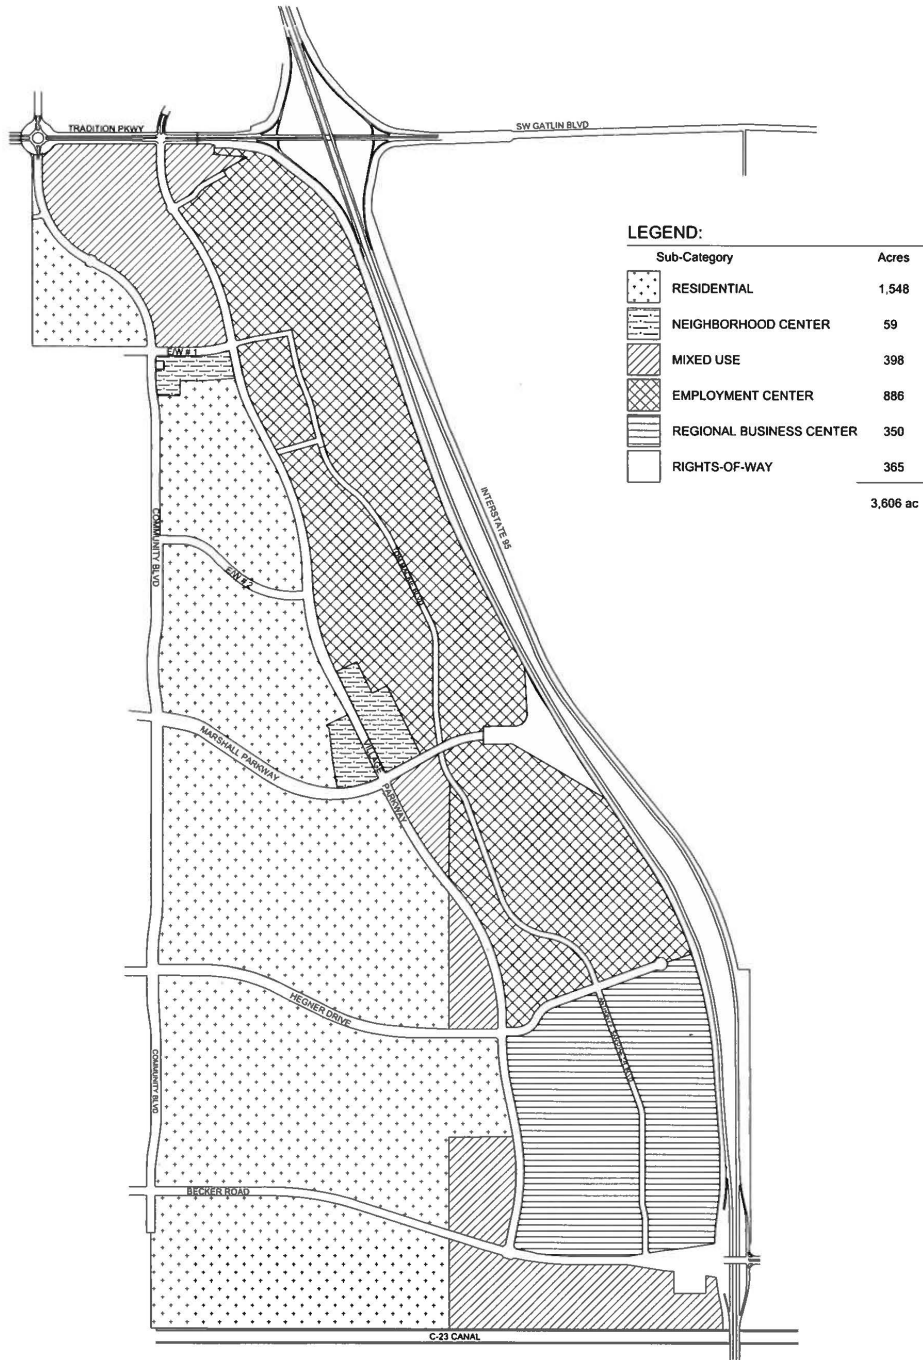 TRADITION PKWY
SW GATLIN BLVD
LEGEND:
Sub-Category Acres
RESIDENTIAL 1,548
NEIGHBORHOOD CENTER 59
MIXED USE 398
EMPLOYMENT CENTER 886
REGIONAL BUSINESS CENTER 350
RIGHTS-OF-WAY 365
3,606 ac
E/W # 1
INTERSTATE 95
COMMUNITY BLVD
E/W # 2
MARSHALL PARKWAY
VILLAGE PARKWAY
HEGNER DRIVE
COMMUNITY BLVD
BECKER ROAD
C-23 CANAL